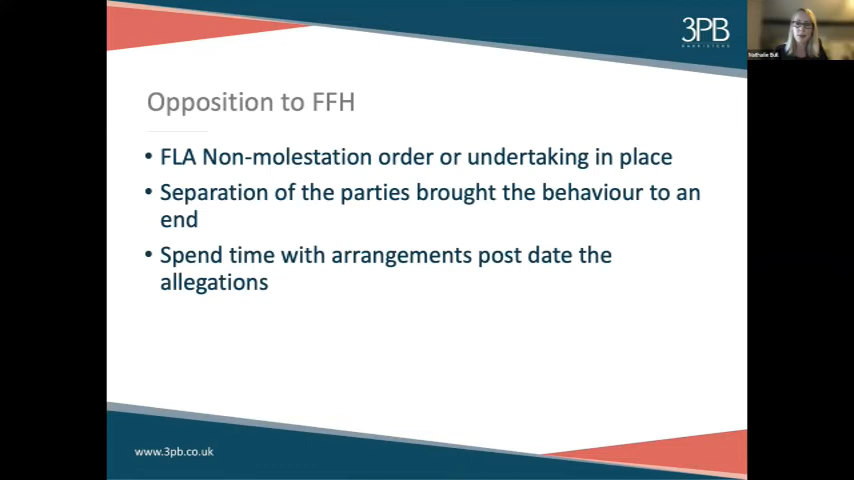 3PB
BARRISTERS
Nathalie Bull
Opposition to FFH
• FLA Non-molestation order or undertaking in place
• Separation of the parties brought the behaviour to an
end
• Spend time with arrangements post date the
allegations
www.3pb.co.uk